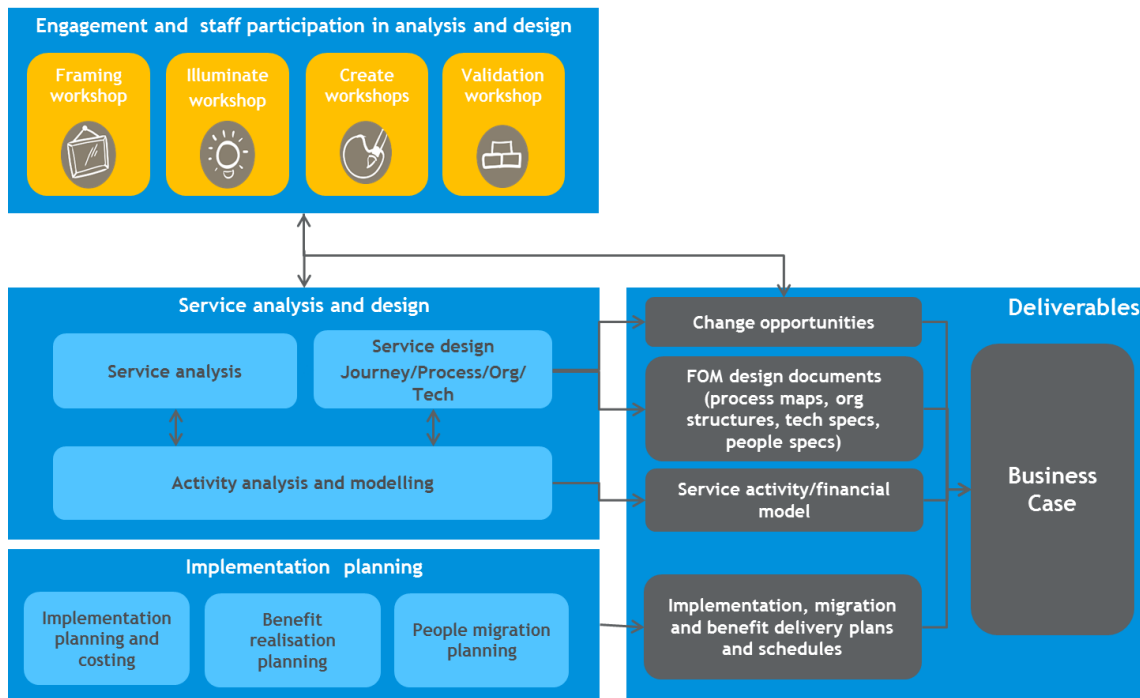 Engagement and staff participation in analysis and design
Framing
workshop
Illuminate
workshop
Create
workshops
Validation
workshop
Service analysis and design
Service analysis
Service design
Journey/Process/Org/
Tech
Activity analysis and modelling
Implementation planning
Implementation
planning and
costing
Benefit
realisation
planning
People migration
planning
Deliverables
Change opportunities
FOM design documents
(process maps, org
structures, tech specs,
people specs)
Service activity/financial
model
Implementation, migration
and benefit delivery plans
and schedules
Business
Case